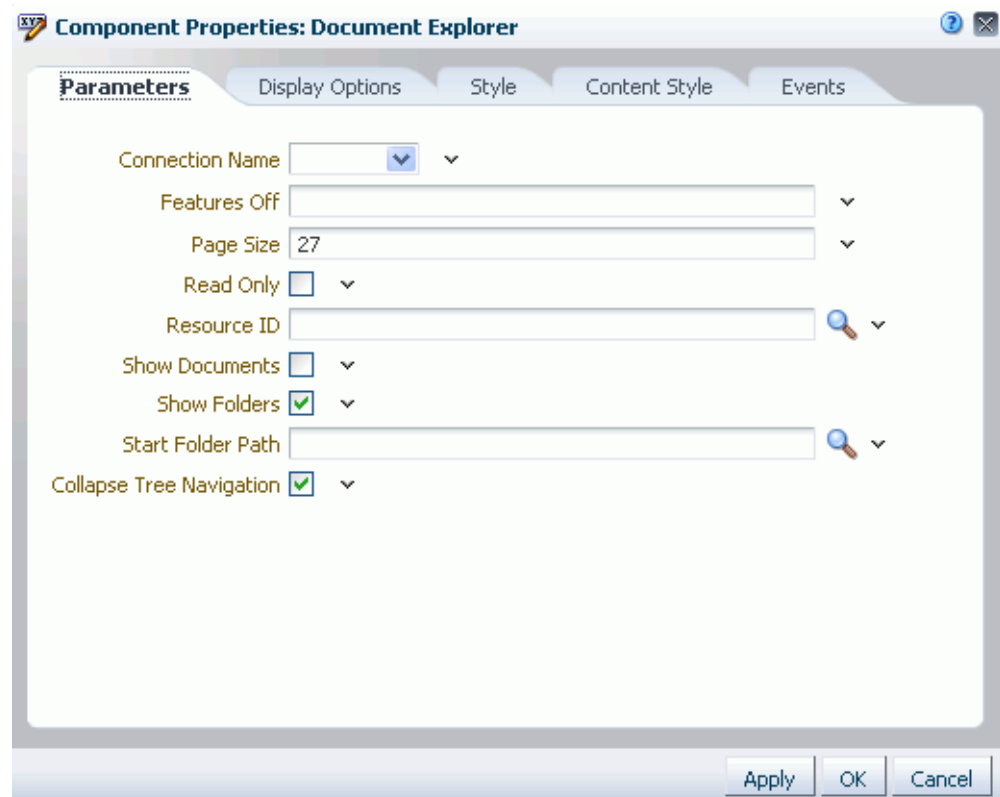 Component Properties: Document Explorer
Parameters Display Options Style Content Style Events
Connection Name
Features Off
Page Size 27
Read Only
Resource ID
Show Documents
Show Folders
Start Folder Path
Collapse Tree Navigation
Apply OK Cancel